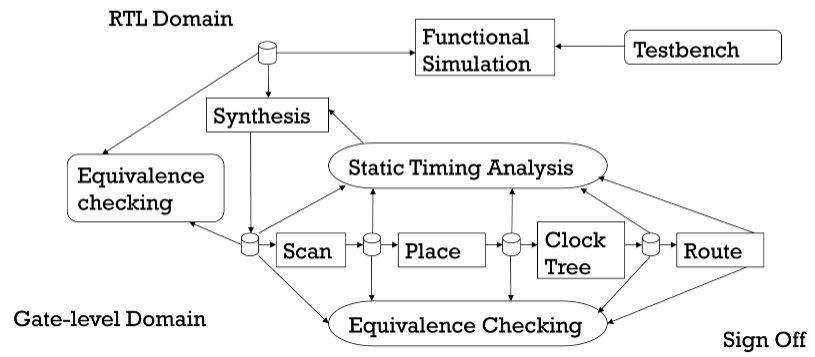 RTL Domain
Functional
Simulation
Testbench
Synthesis
Static Timing Analysis
Equivalence
checking
Scan
Place
Clock
Tree
Route
Gate-level Domain
Equivalence Checking
Sign Off